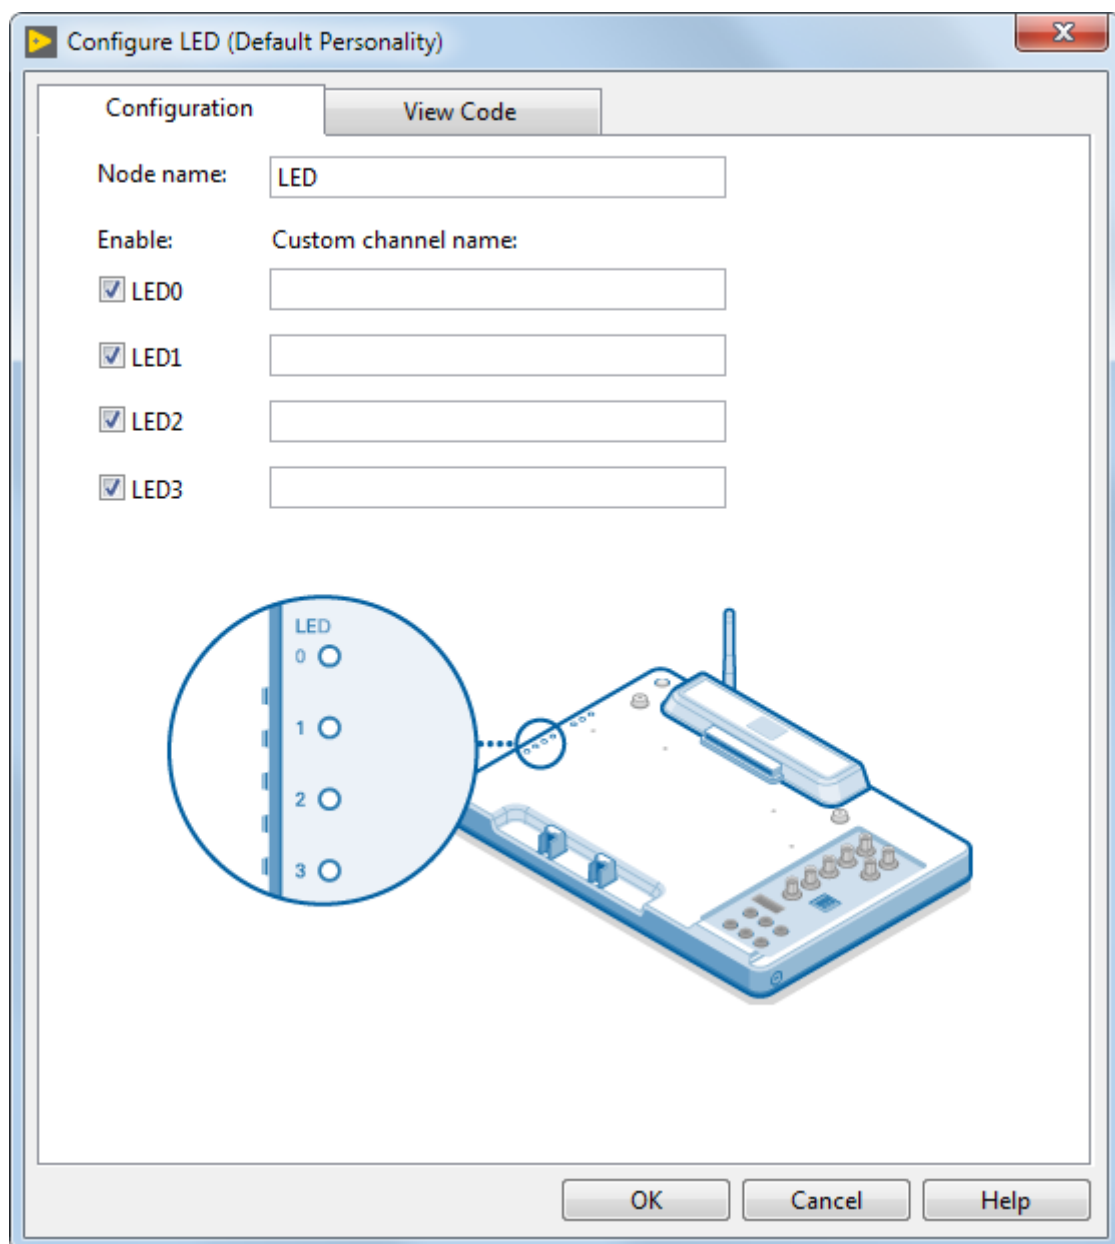 Configure LED (Default Personality)
x
Configuration View Code
Node name: LED
Enable: Custom channel name:
LED0
LED1
LED2
LED3
LED
0
1
2
3
OK Cancel Help